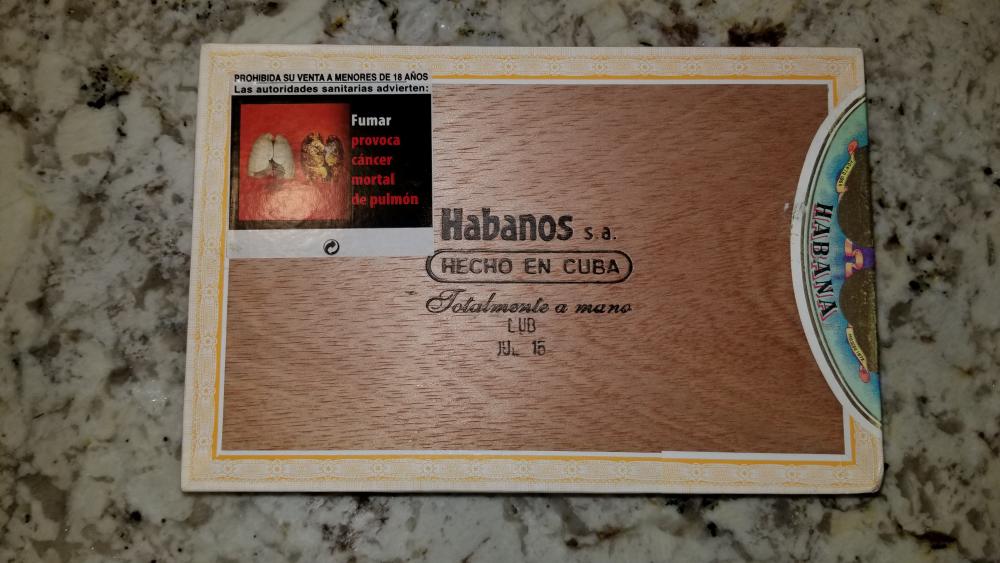 PROHIBIDA SU VENTA A MENORES DE 18 AÑOS
Las autoridades sanitarias advierten:
Fumar
provoca
cáncer
mortal
de pulmón
Habanos s.a.
HECHO EN CUBA
Totalmente a mano
LUB
JUL 15
HABANA